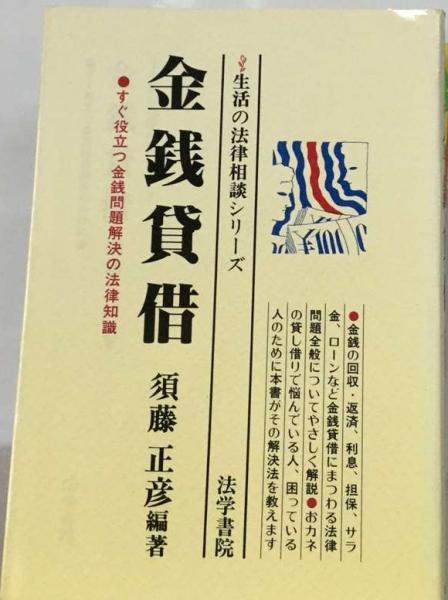 ●金銭の回収・返済、利息、担保、サラ
金、ローンなど金銭貸借にまつわる法律
問題全般についてやさしく解説●おカネ
の貸し借りで悩んでいる人、困っている
人のために本書がその解決法を教えます
生活の法律相談シリーズ
法学書院
金銭貸借
須藤正彦編著
●すぐ役立つ金銭問題解決の法律知識